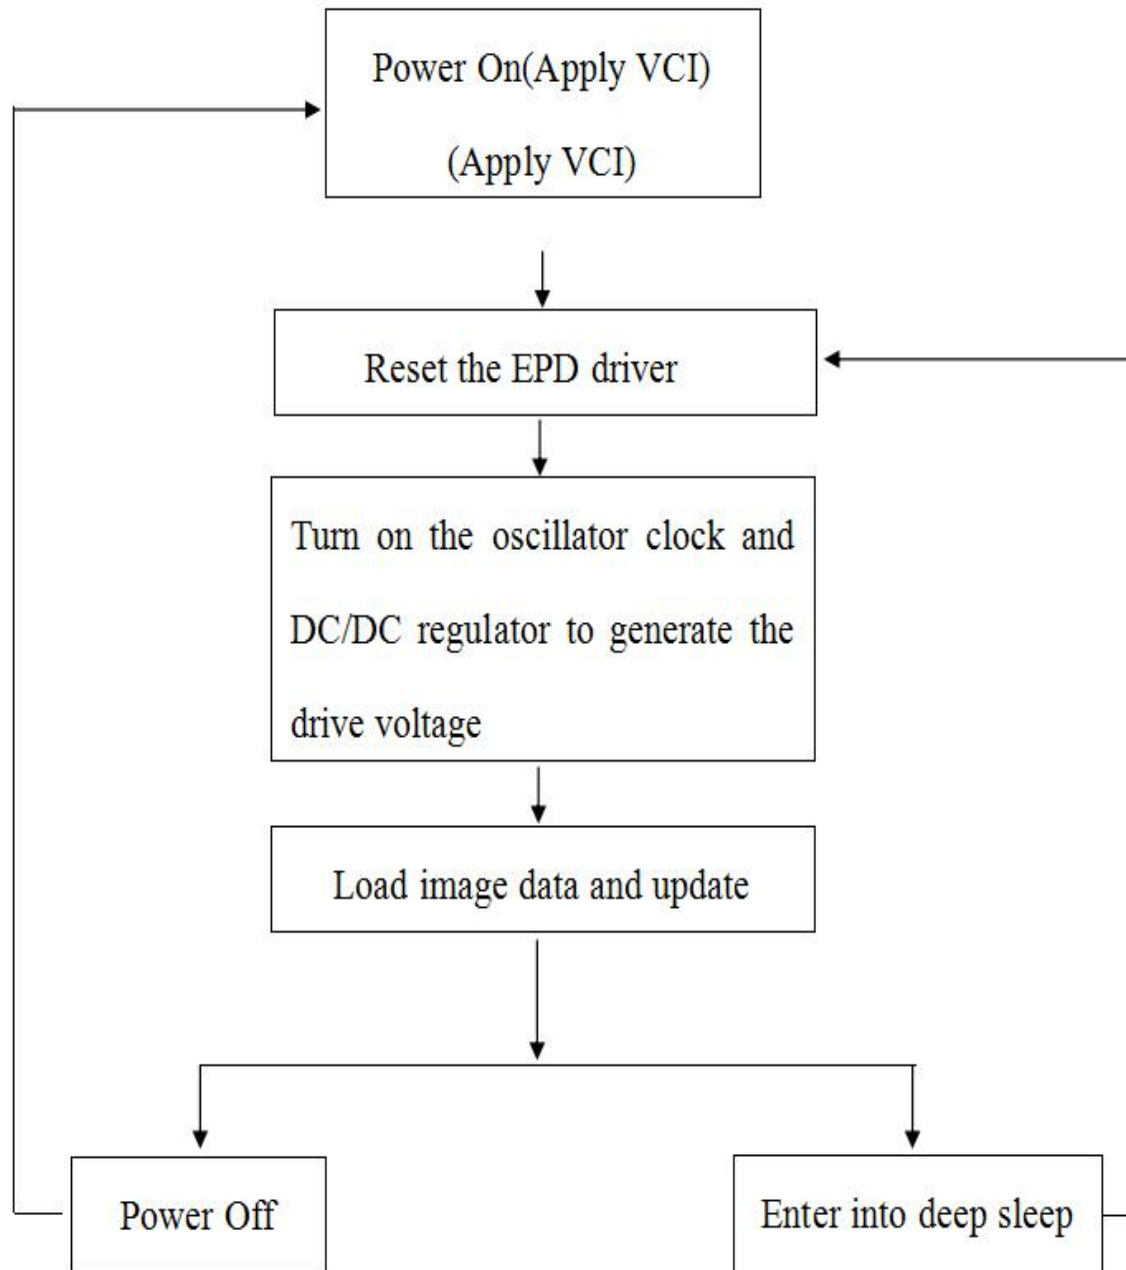 Power On(Apply VCI)
(Apply VCI)
Reset the EPD driver
Turn on the oscillator clock and
DC/DC regulator to generate the
drive voltage
Load image data and update
Power Off
Enter into deep sleep